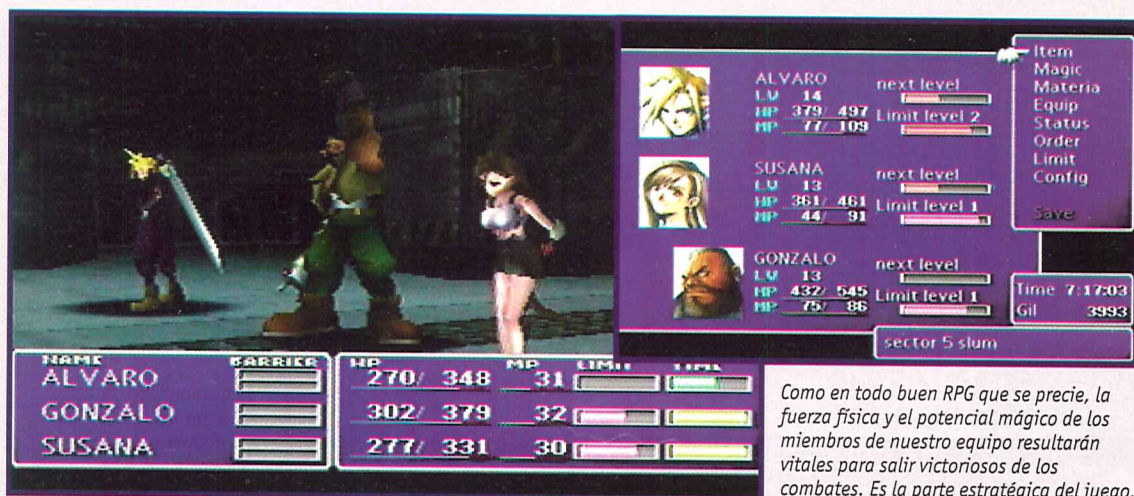 NAME BARRIER HP MP LIMIT TIME
ALVARO 270/ 348 31
GONZALO 302/ 379 32
SUSANA 277/ 331 30
ALVARO
LV 14
HP 379/ 497
MP 77/ 109
next level
Limit level 2
SUSANA
LV 13
HP 361/ 461
MP 44/ 91
next level
Limit level 1
GONZALO
LV 13
HP 432/ 545
MP 75/ 86
next level
Limit level 1
Item
Magic
Materia
Equip
Status
Order
Limit
Config
Save
Time 7:17:03
Gil 3993
sector 5 slum
Como en todo buen RPG que se precie, la
fuerza física y el potencial mágico de los
miembros de nuestro equipo resultarán
vitales para salir victoriosos de los
combates. Es la parte estratégica del juego